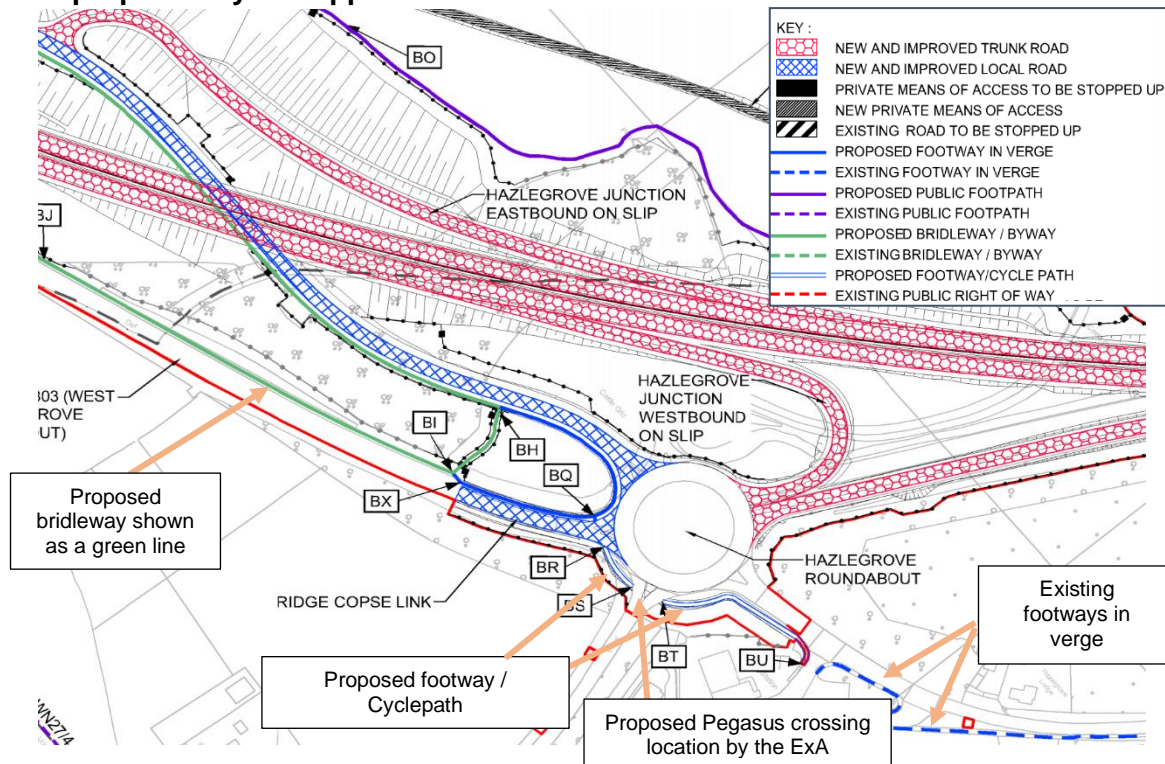 KEY :
NEW AND IMPROVED TRUNK ROAD
NEW AND IMPROVED LOCAL ROAD
PRIVATE MEANS OF ACCESS TO BE STOPPED UP
NEW PRIVATE MEANS OF ACCESS
EXISTING ROAD TO BE STOPPED UP
PROPOSED FOOTWAY IN VERGE
EXISTING FOOTWAY IN VERGE
PROPOSED PUBLIC FOOTPATH
EXISTING PUBLIC FOOTPATH
PROPOSED BRIDLEWAY / BYWAY
EXISTING BRIDLEWAY / BYWAY
PROPOSED FOOTWAY/CYCLE PATH
EXISTING PUBLIC RIGHT OF WAY
BO
HAZLEGROVE JUNCTION
EASTBOUND ON SLIP
BJ
HAZLEGROVE
JUNCTION
WESTBOUND
ON SLIP
303 (WEST
GROVE
OUT)
BI
BH
BQ
BX
Proposed
bridleway shown
as a green line
BR
HAZLEGROVE
ROUNDABOUT
RIDGE COPSE LINK
BS
Existing
footways in
verge
BT
BU
Proposed footway /
Cyclepath
Proposed Pegasus crossing
location by the ExA
WN27/4